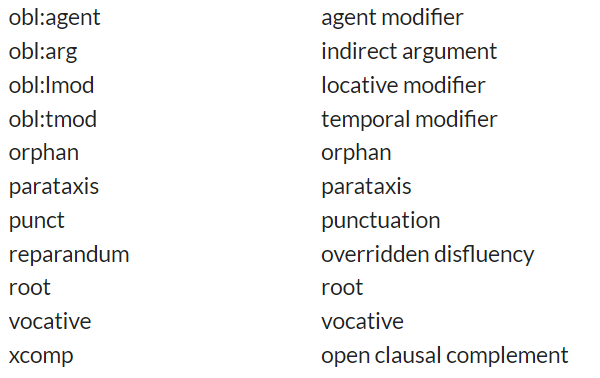 obl:agent agent modifier
obl:arg indirect argument
obl:lmod locative modifier
obl:tmod temporal modifier
orphan orphan
parataxis parataxis
punct punctuation
reparandum overridden disfluency
root root
vocative vocative
xcomp open clausal complement